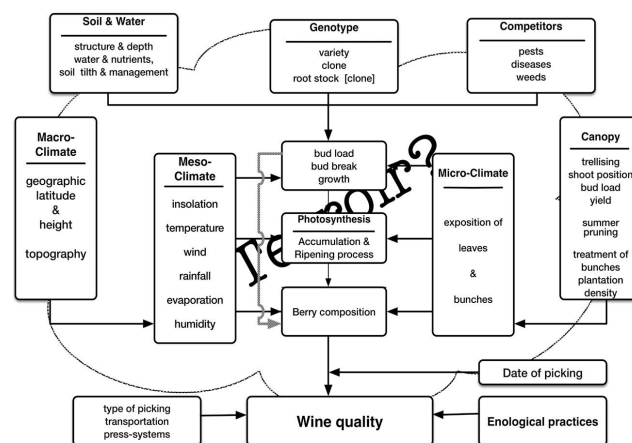 Soil & Water
structure & depth
water & nutrients,
soil tilth & management
Genotype
variety
clone
root stock [clone]
Competitors
pests
diseases
weeds
Macro-
Climate
geographic
latitude
&
height
topography
Meso-
Climate
insolation
temperature
wind
rainfall
evaporation
humidity
bud load
bud break
growth
Photosynthesis
Accumulation &
Ripening process
Berry composition
Terroir?
Micro-Climate
exposition of
leaves
&
bunches
Canopy
trellising
shoot position
bud load
yield
summer
pruning
treatment of
bunches
plantation
density
Date of picking
type of picking
transportation
press-systems
Wine quality
Enological practices